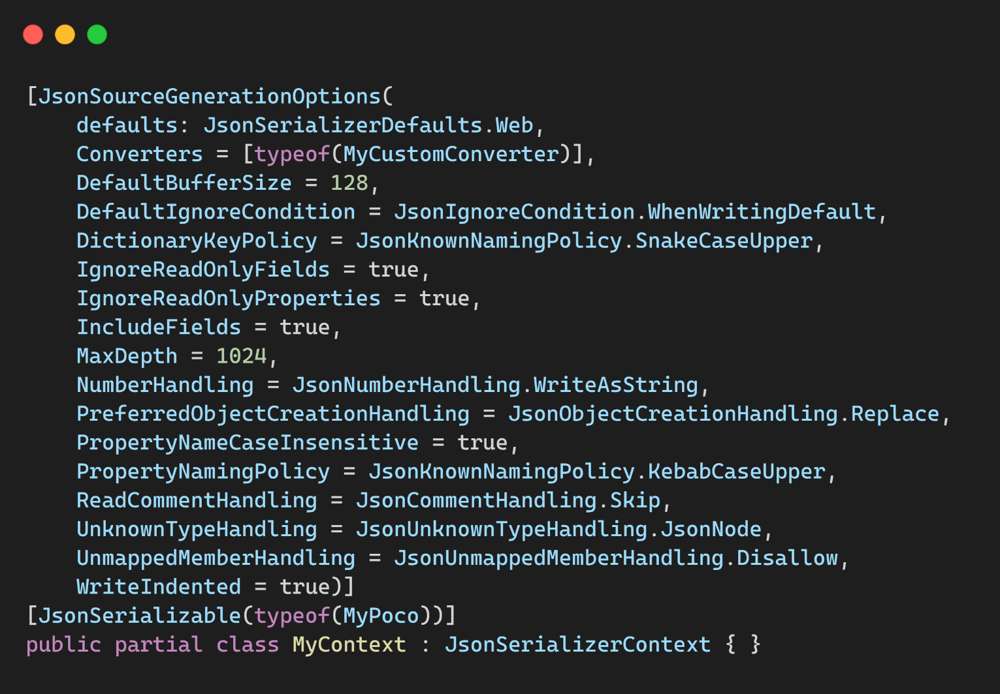 [JsonSourceGenerationOptions(
    defaults: JsonSerializerDefaults.Web,
    Converters = [typeof(MyCustomConverter)],
    DefaultBufferSize = 128,
    DefaultIgnoreCondition = JsonIgnoreCondition.WhenWritingDefault,
    DictionaryKeyPolicy = JsonKnownNamingPolicy.SnakeCaseUpper,
    IgnoreReadOnlyFields = true,
    IgnoreReadOnlyProperties = true,
    IncludeFields = true,
    MaxDepth = 1024,
    NumberHandling = JsonNumberHandling.WriteAsString,
    PreferredObjectCreationHandling = JsonObjectCreationHandling.Replace,
    PropertyNameCaseInsensitive = true,
    PropertyNamingPolicy = JsonKnownNamingPolicy.KebabCaseUpper,
    ReadCommentHandling = JsonCommentHandling.Skip,
    UnknownTypeHandling = JsonUnknownTypeHandling.JsonNode,
    UnmappedMemberHandling = JsonUnmappedMemberHandling.Disallow,
    WriteIndented = true)]
[JsonSerializable(typeof(MyPoco))]
public partial class MyContext : JsonSerializerContext { }